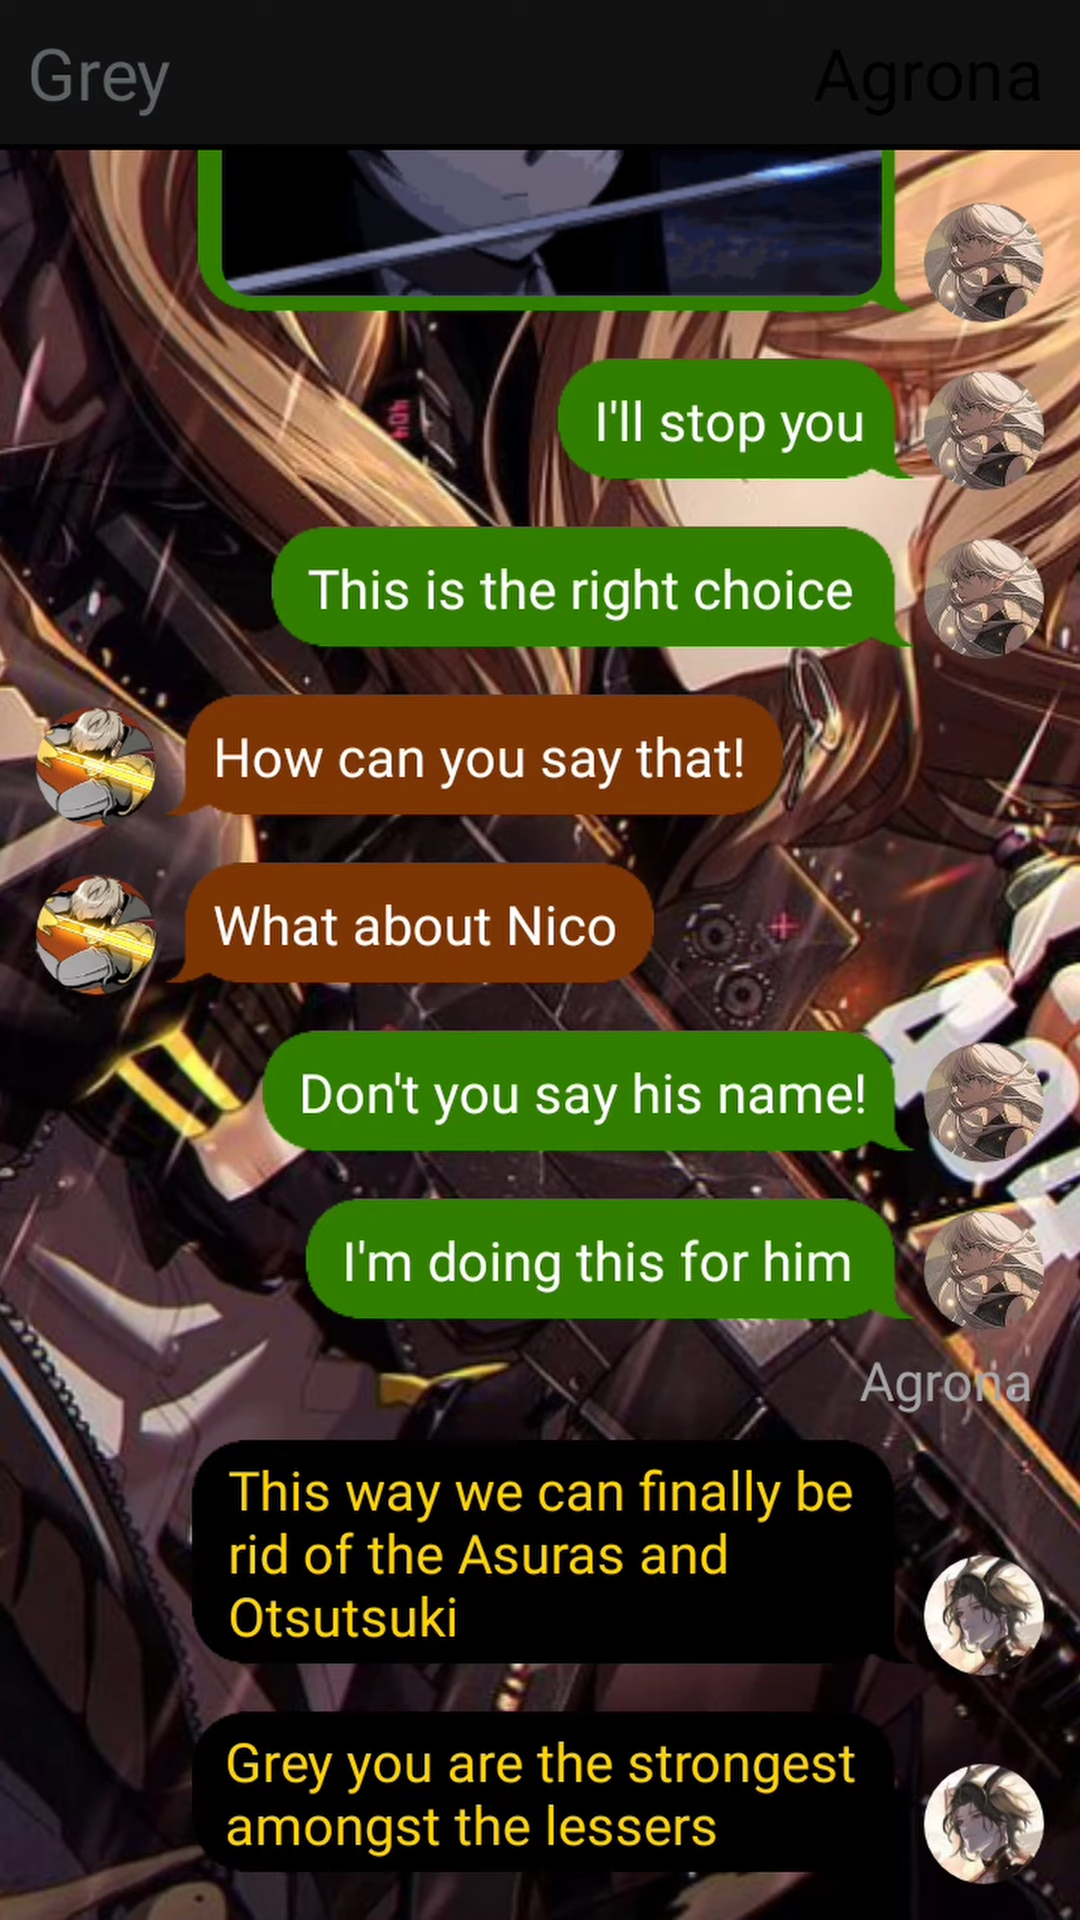 Grey
Agrona
I'll stop you
This is the right choice
How can you say that!
What about Nico
Don't you say his name!
I'm doing this for him
Agrona
This way we can finally be
rid of the Asuras and
Otsutsuki
Grey you are the strongest
amongst the lessers